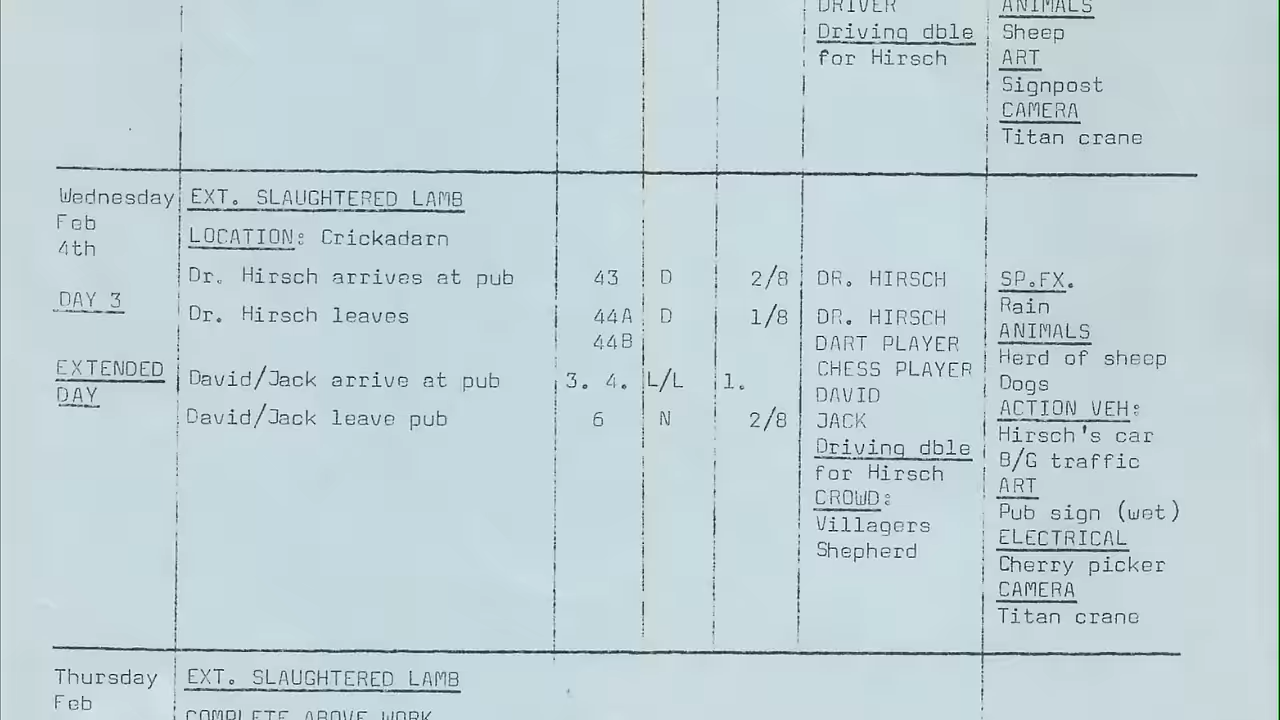 DRIVER
Driving dble
for Hirsch
ANIMALS
Sheep
ART
Signpost
CAMERA
Titan crane
Wednesday
Feb
4th
DAY 3
EXTENDED
DAY
EXT. SLAUGHTERED LAMB
LOCATION: Crickadarn
Dr. Hirsch arrives at pub 43 D 2/8
Dr. Hirsch leaves 44A D 1/8
44B
David/Jack arrive at pub 3. 4. L/L 1.
David/Jack leave pub 6 N 2/8
DR. HIRSCH
DR. HIRSCH
DART PLAYER
CHESS PLAYER
DAVID
JACK
Driving dble
for Hirsch
CROWD:
Villagers
Shepherd
SP.FX.
Rain
ANIMALS
Herd of sheep
Dogs
ACTION VEH:
Hirsch's car
B/G traffic
ART
Pub sign (wet)
ELECTRICAL
Cherry picker
CAMERA
Titan crane
Thursday
Feb
EXT. SLAUGHTERED LAMB
COMPLETE ABOVE WORK